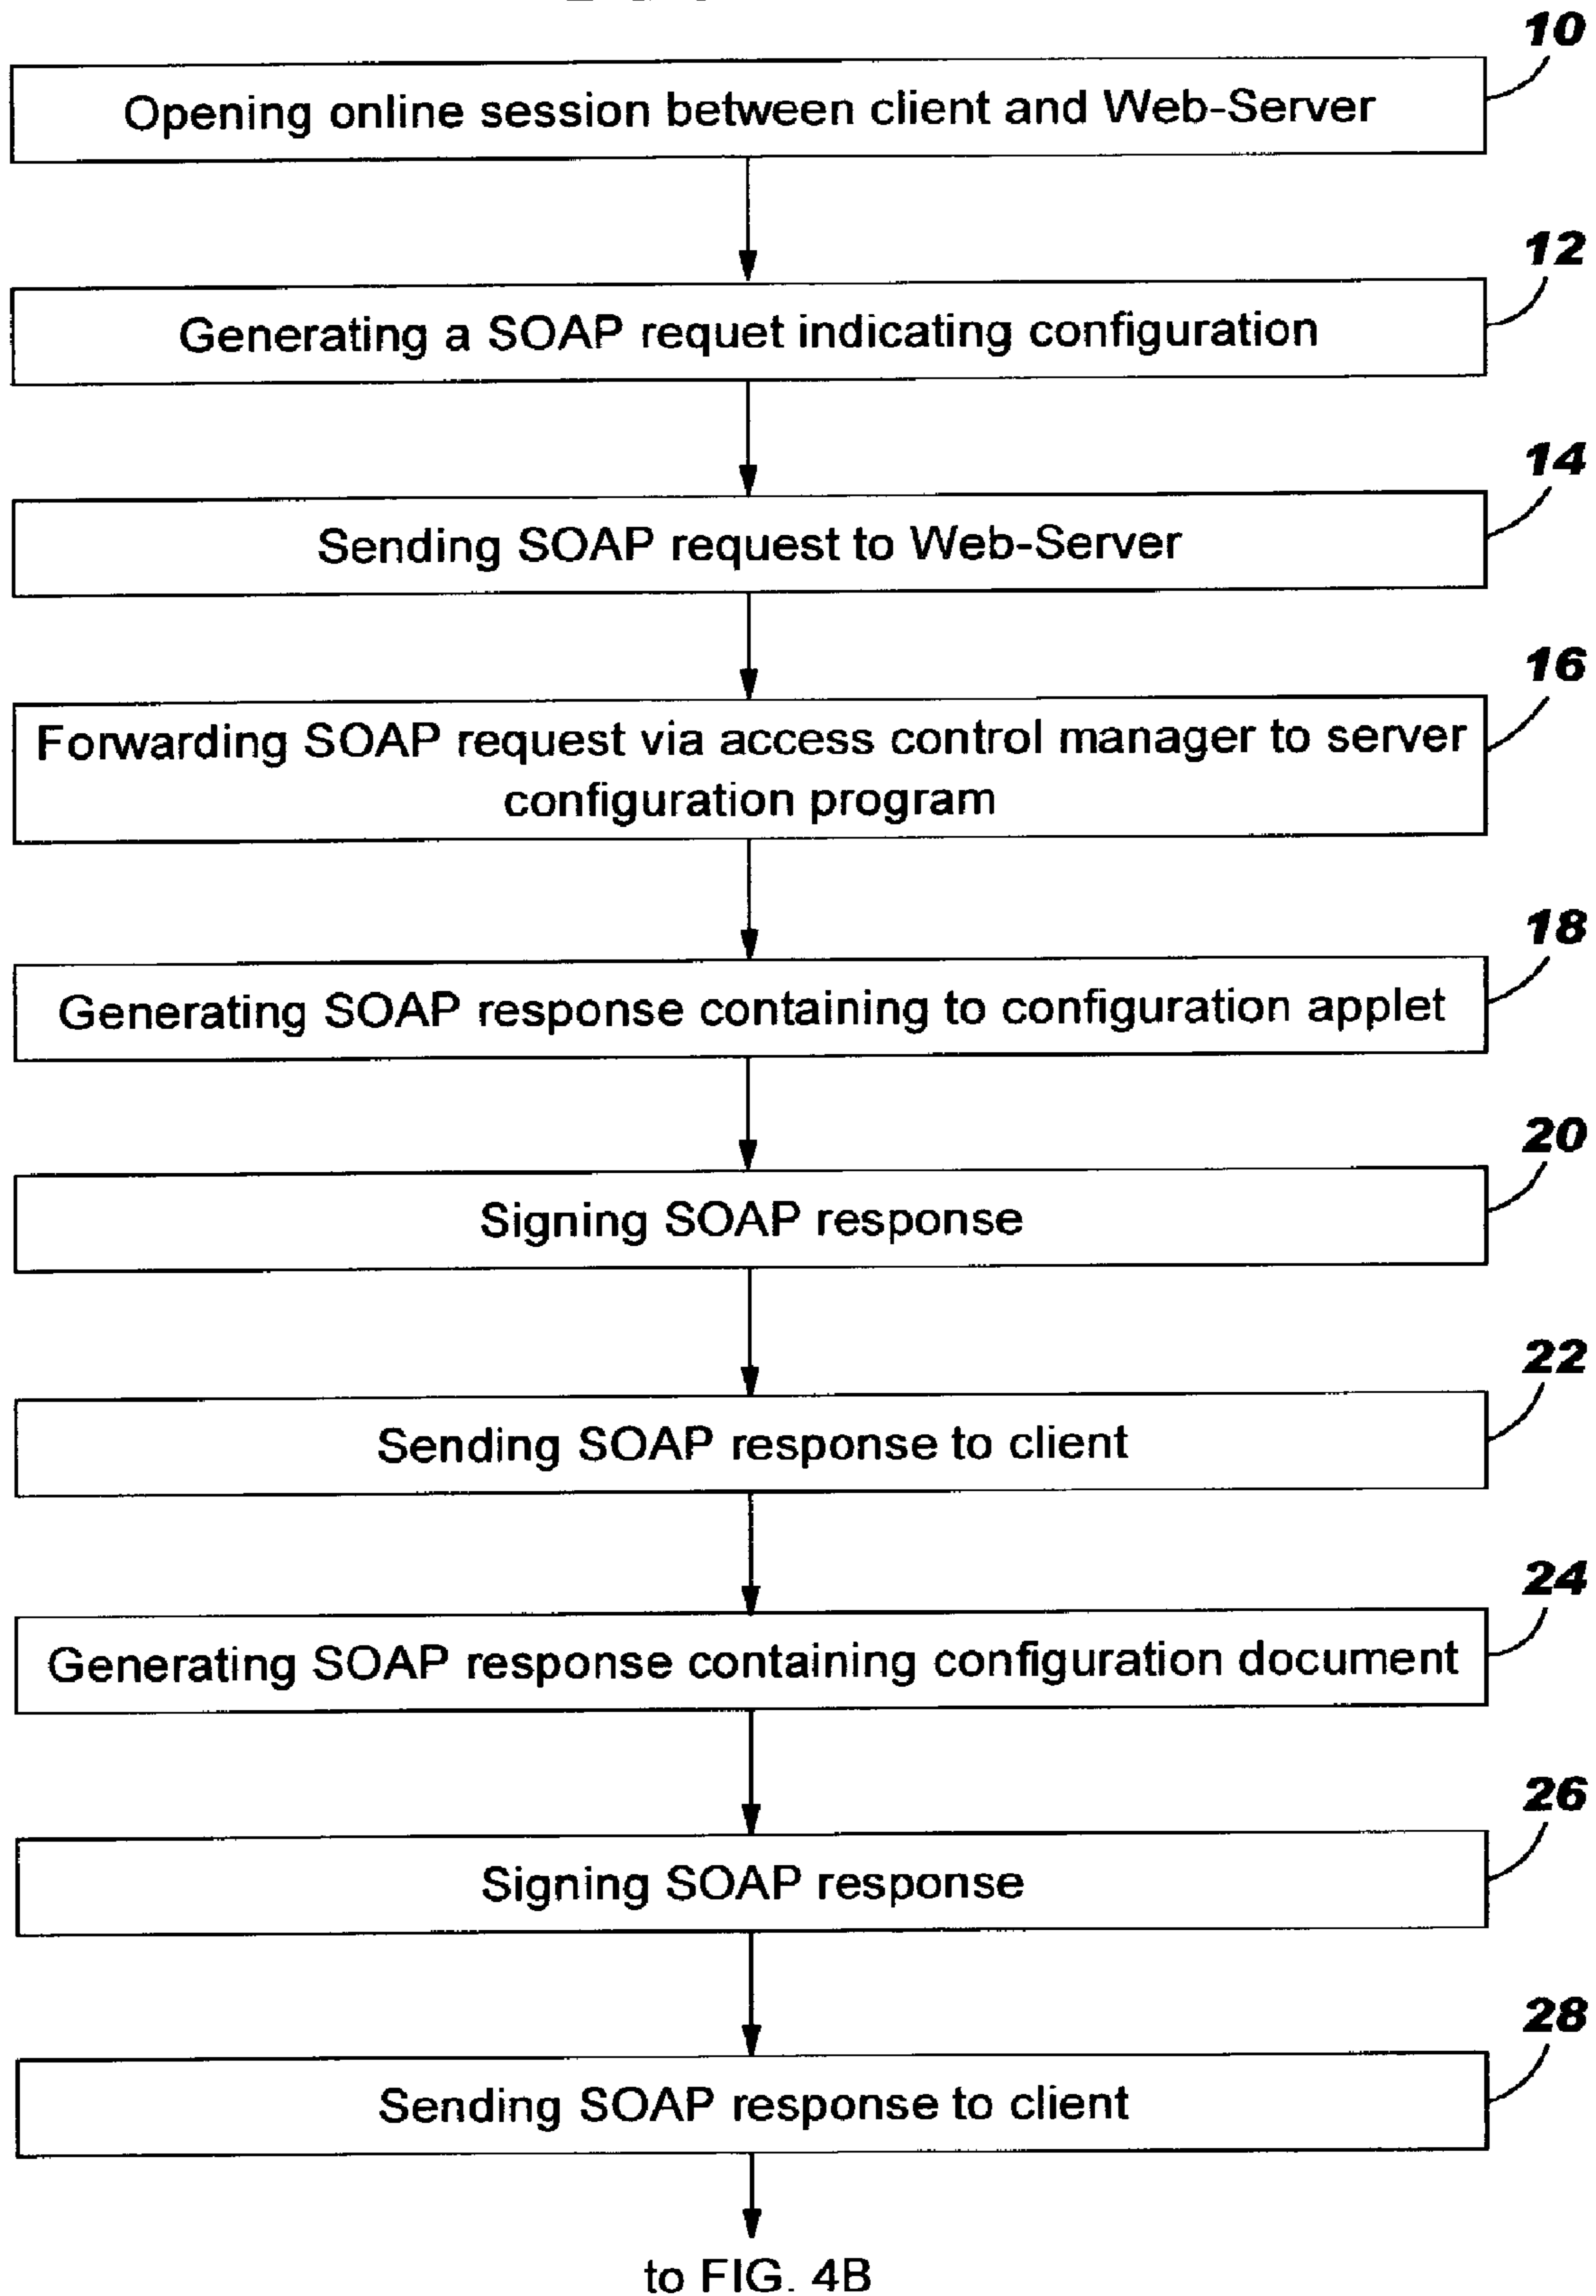 10
Opening online session between client and Web-Server
12
Generating a SOAP requet indicating configuration
14
Sending SOAP request to Web-Server
16
Forwarding SOAP request via access control manager to server
configuration program
18
Generating SOAP response containing to configuration applet
20
Signing SOAP response
22
Sending SOAP response to client
24
Generating SOAP response containing configuration document
26
Signing SOAP response
28
Sending SOAP response to client
to FIG. 4B